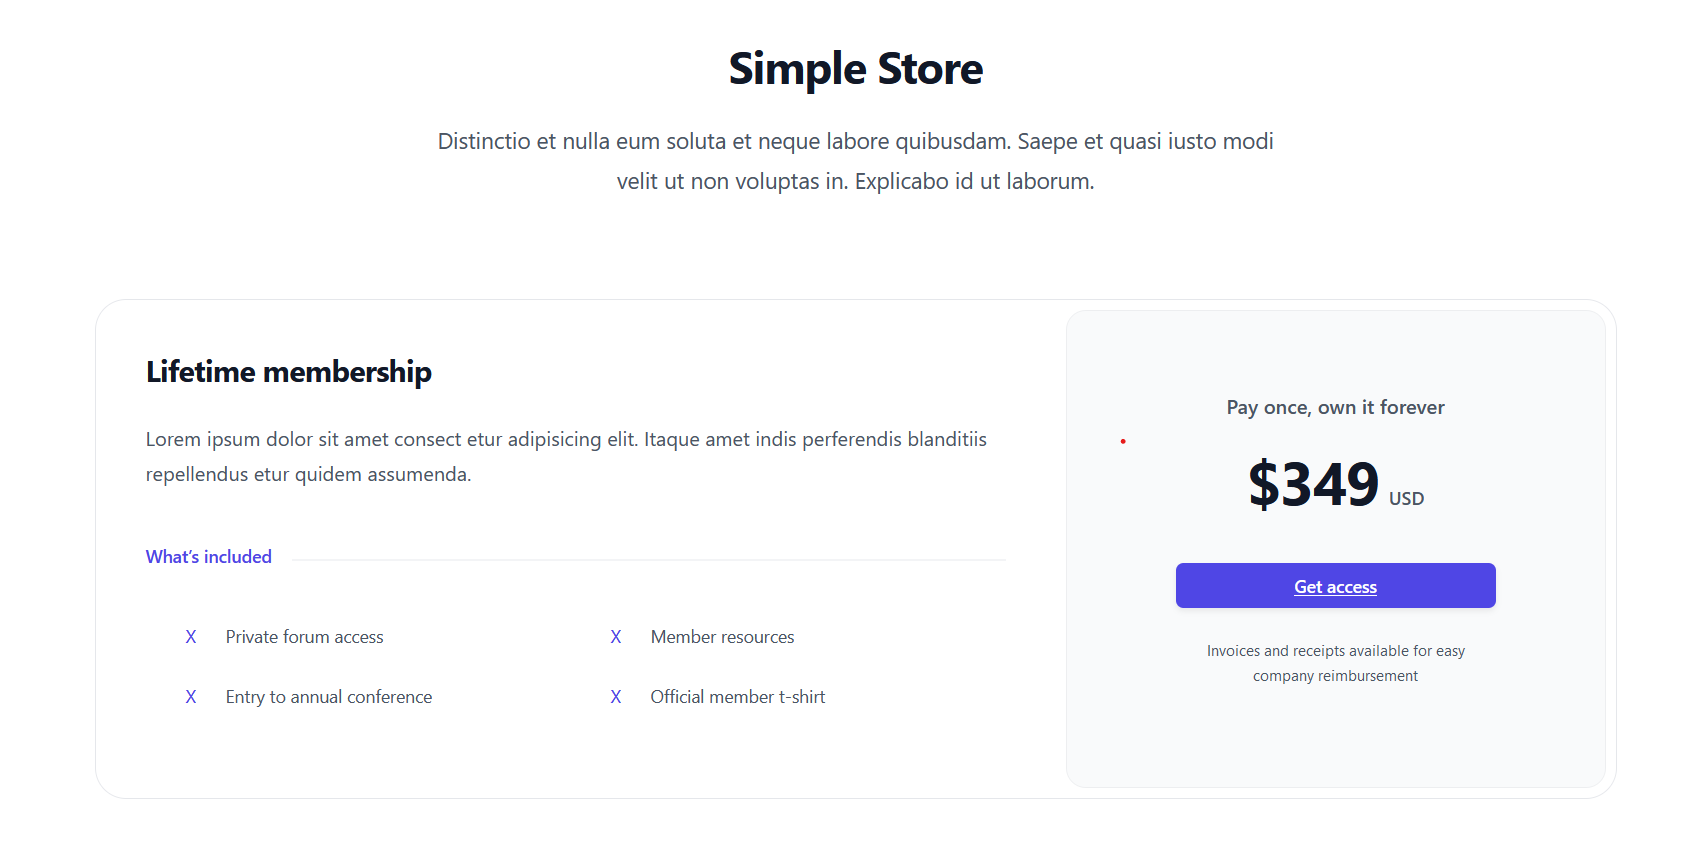 Simple Store
Distinctio et nulla eum soluta et neque labore quibusdam. Saepe et quasi iusto modi
velit ut non voluptas in. Explicabo id ut laborum.
Lifetime membership
Lorem ipsum dolor sit amet consect etur adipisicing elit. Itaque amet indis perferendis blanditiis
repellendus etur quidem assumenda.
What's included
X Private forum access
X Member resources
X Entry to annual conference
X Official member t-shirt
Pay once, own it forever
$349 USD
Get access
Invoices and receipts available for easy
company reimbursement